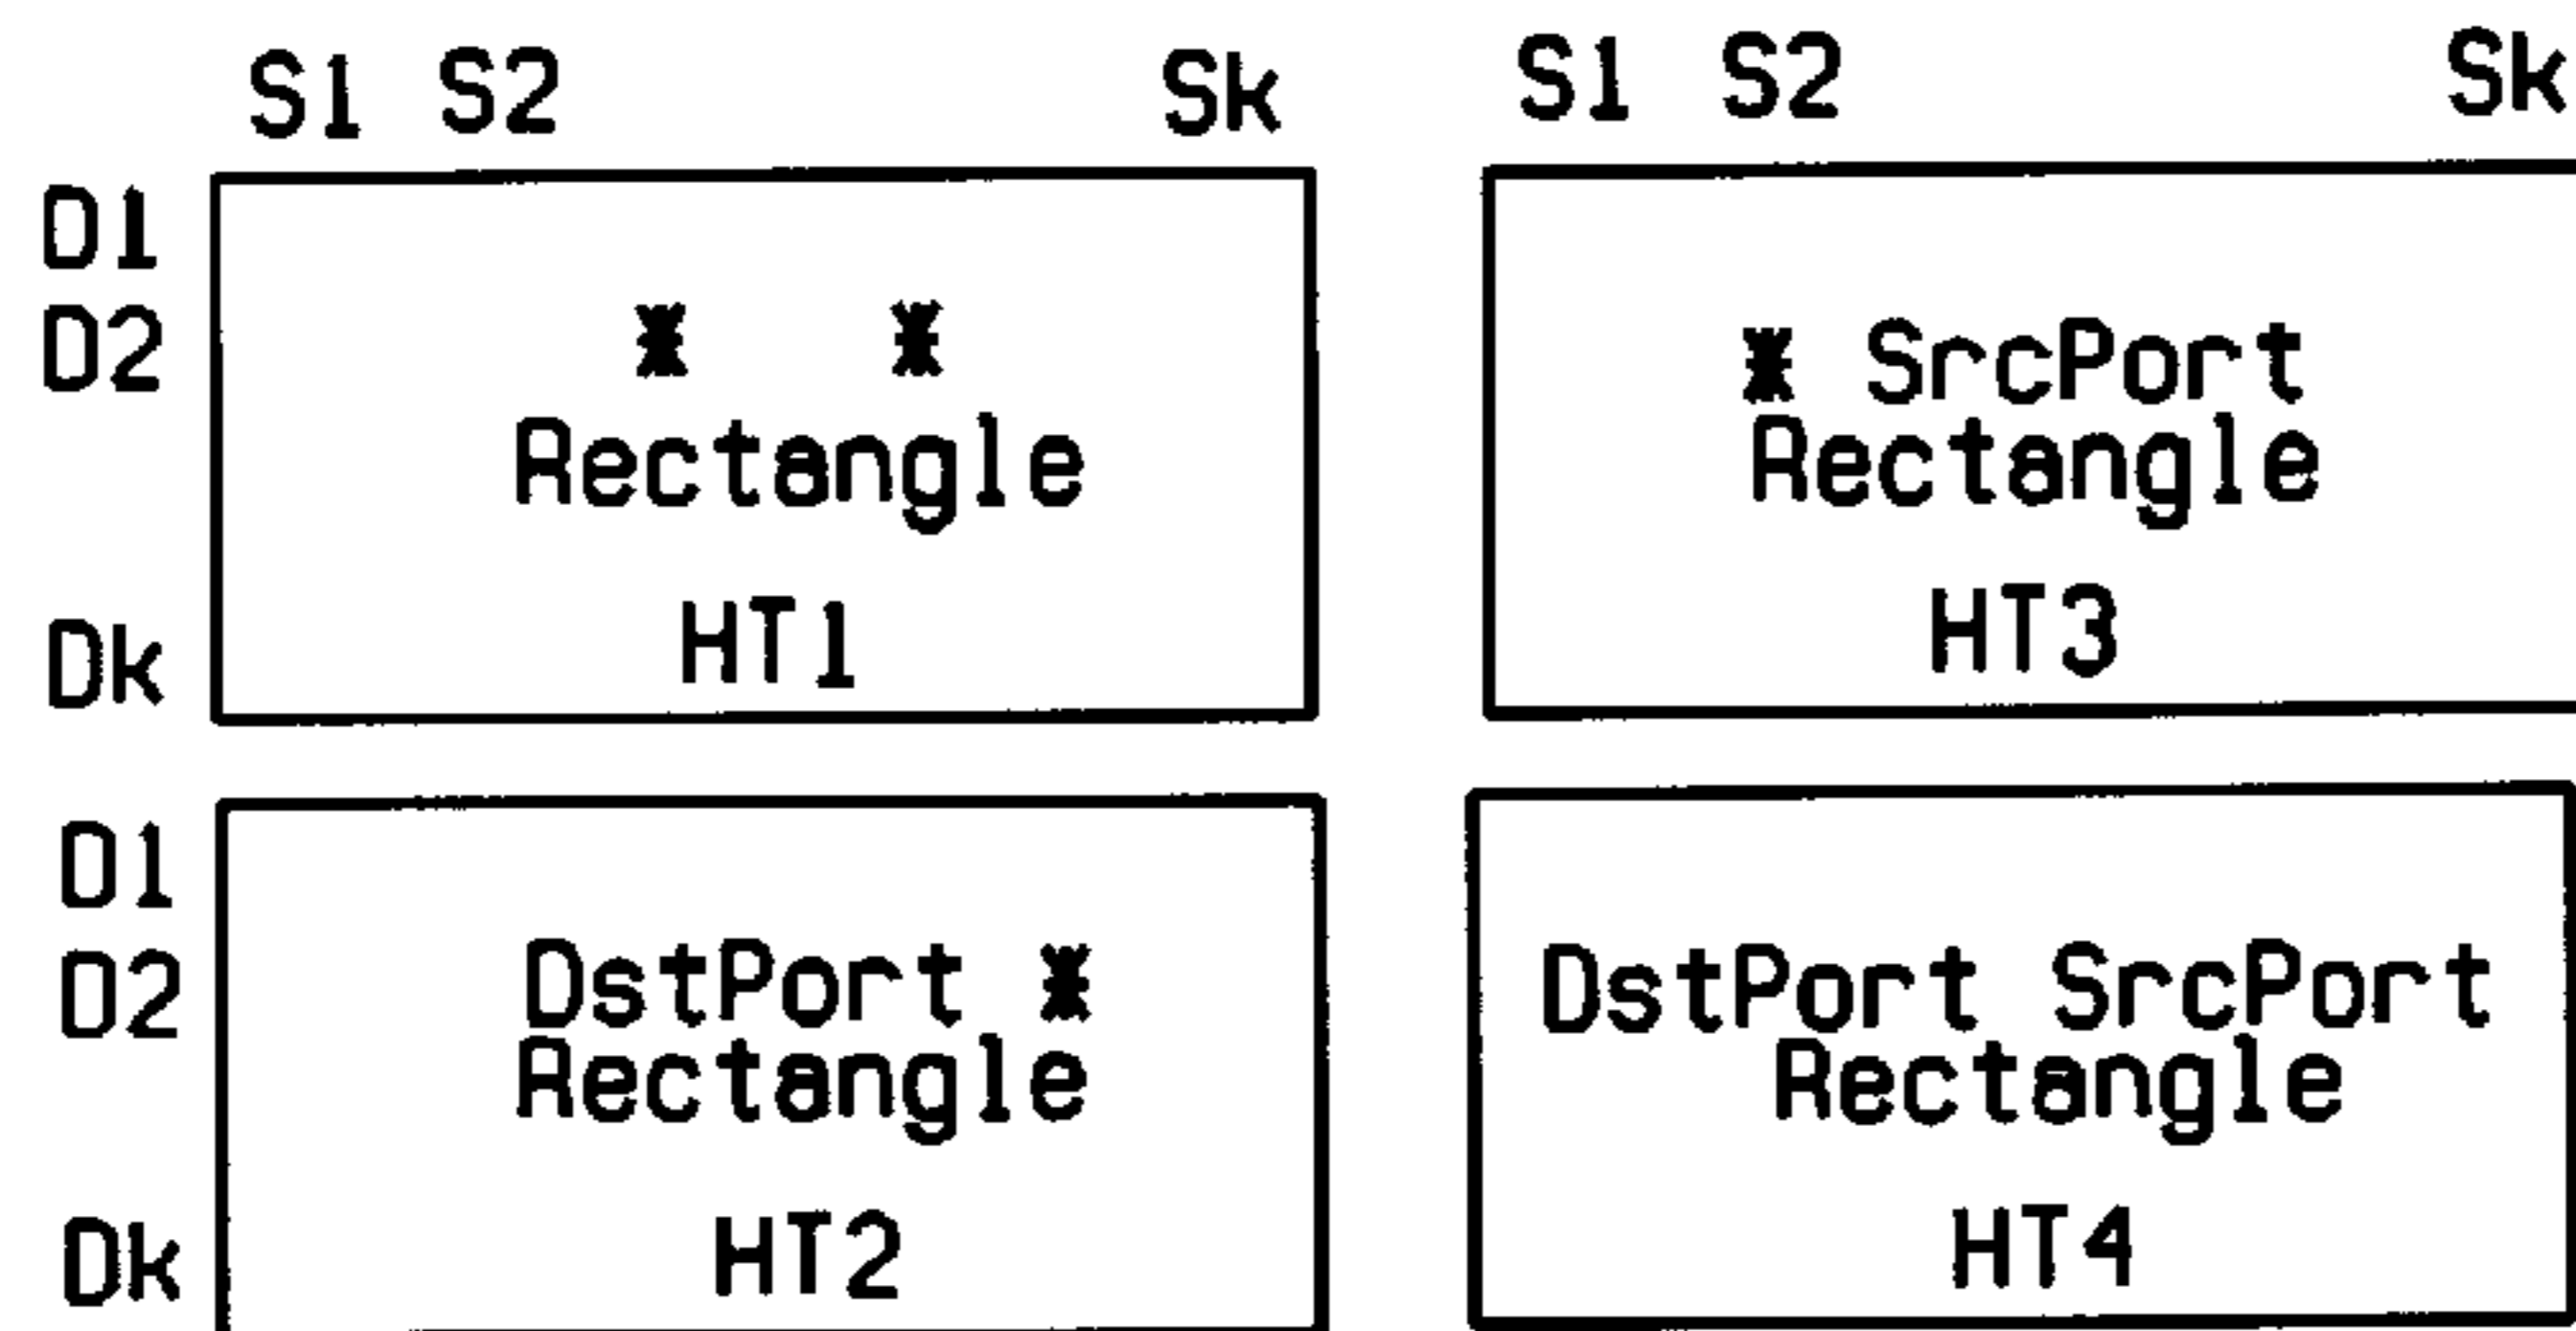 S1 S2 Sk S1 S2 Sk
D1
D2
* *
Rectangle
HT1
Dk
* SrcPort
Rectangle
HT3
D1
D2
DstPort *
Rectangle
HT2
Dk
DstPort SrcPort
Rectangle
HT4